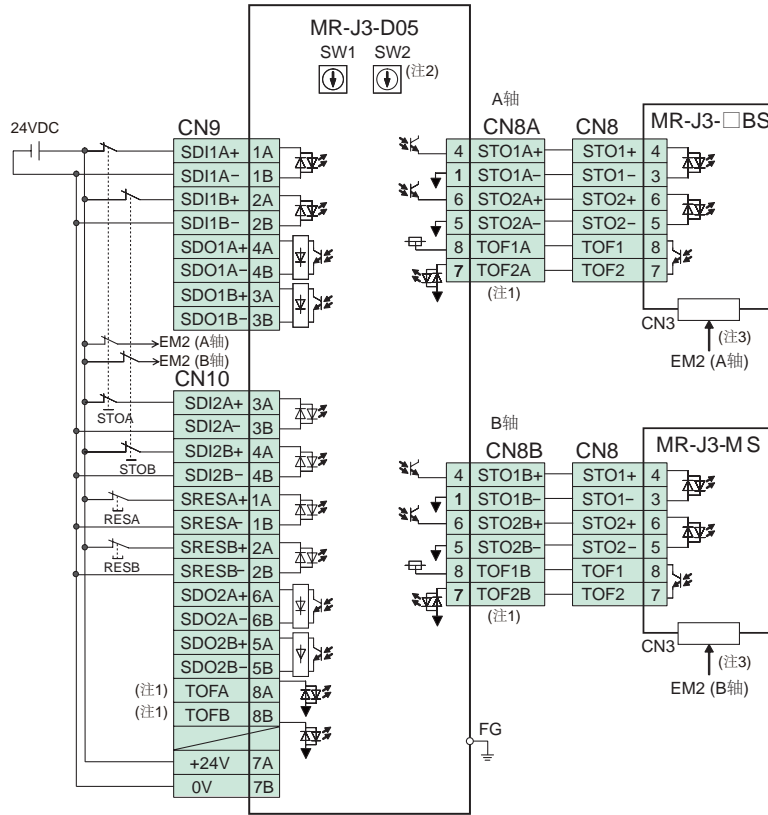 MR-J3-D05
SW1 SW2
(注2)
24VDC
CN9
SDI1A+ 1A
SDI1A- 1B
SDI1B+ 2A
SDI1B- 2B
SDO1A+ 4A
SDO1A- 4B
SDO1B+ 3A
SDO1B- 3B
EM2 (A轴)
EM2 (B轴)
CN10
SDI2A+ 3A
SDI2A- 3B
SDI2B+ 4A
SDI2B- 4B
SRESA+ 1A
SRESA- 1B
SRESB+ 2A
SRESB- 2B
SDO2A+ 6A
SDO2A- 6B
SDO2B+ 5A
SDO2B- 5B
(注1) TOFA 8A
(注1) TOFB 8B
+24V 7A
0V 7B
STOA
STOB
RESA
RESB
A轴
CN8A CN8
MR-J3-□BS
4 STO1A+ STO1+ 4
1 STO1A- STO1- 3
6 STO2A+ STO2+ 6
5 STO2A- STO2- 5
8 TOF1A TOF1 8
7 TOF2A TOF2 7
(注1)
CN3
(注3)
EM2 (A轴)
B轴
CN8B CN8
MR-J3-M S
4 STO1B+ STO1+ 4
1 STO1B- STO1- 3
6 STO2B+ STO2+ 6
5 STO2B- STO2- 5
8 TOF1B TOF1 8
7 TOF2B TOF2 7
(注1)
CN3
(注3)
EM2 (B轴)
FG